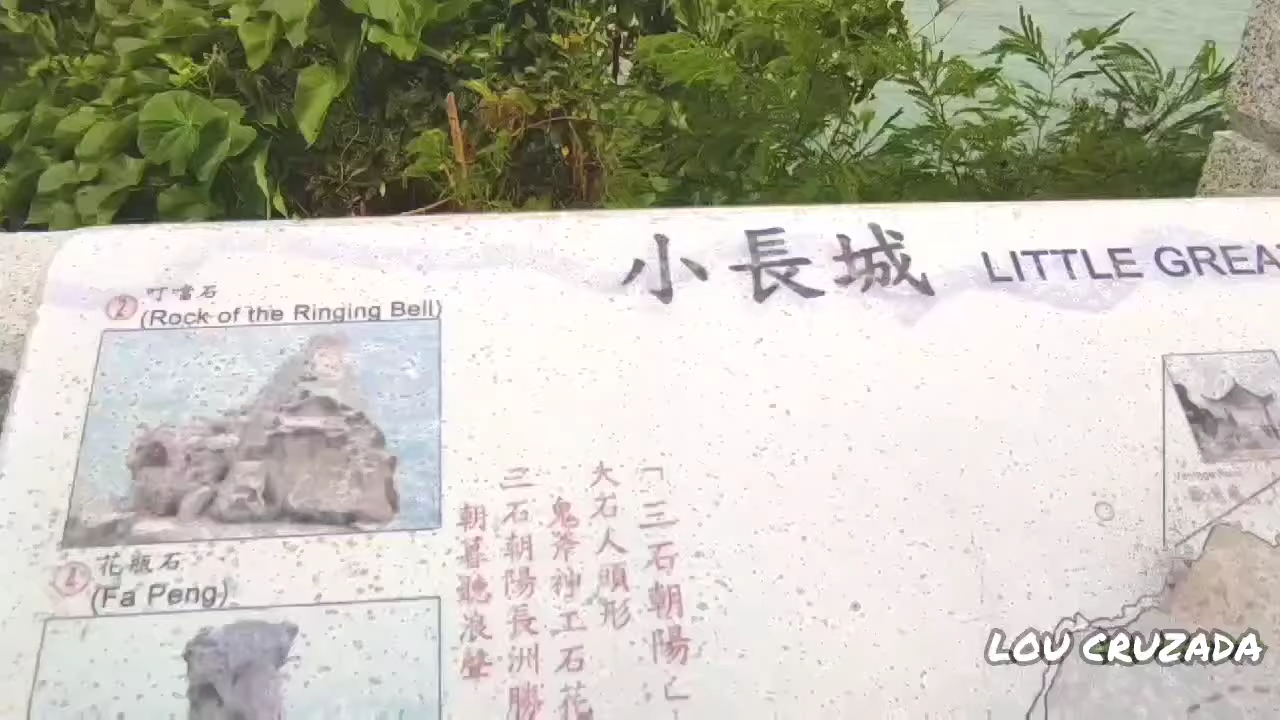 小長城 LITTLE GREA
② 叮噹石
(Rock of the Ringing Bell)
花瓶石
(Fa Peng)
「三石朝陽」
大石人頭形
鬼斧神工石花
三石朝陽長洲勝
朝暮聽浪聲
LOU CRUZADA